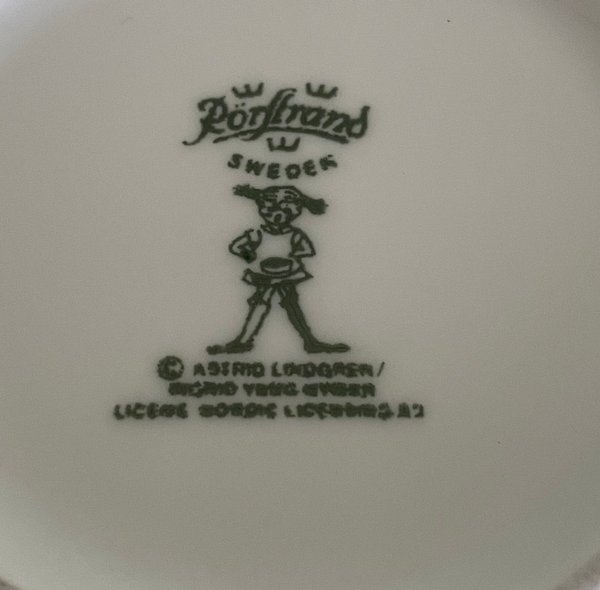 Rörstrand
SWEDEN
© ASTRID LINDGREN/
INGRID VANG NYMAN
LICENS NORDIC LICENSING AB